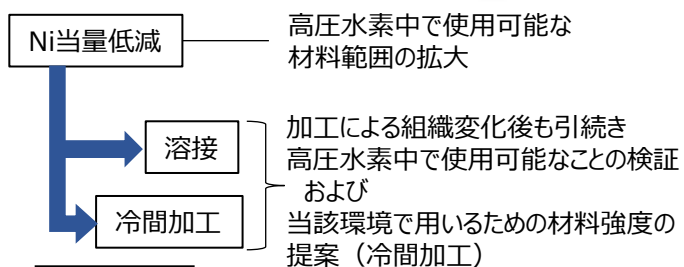 Ni当量低減
高圧水素中で使用可能な
材料範囲の拡大
溶接
冷間加工
加工による組織変化後も引続き
高圧水素中で使用可能なことの検証
および
当該環境で用いるための材料強度の
提案（冷間加工）